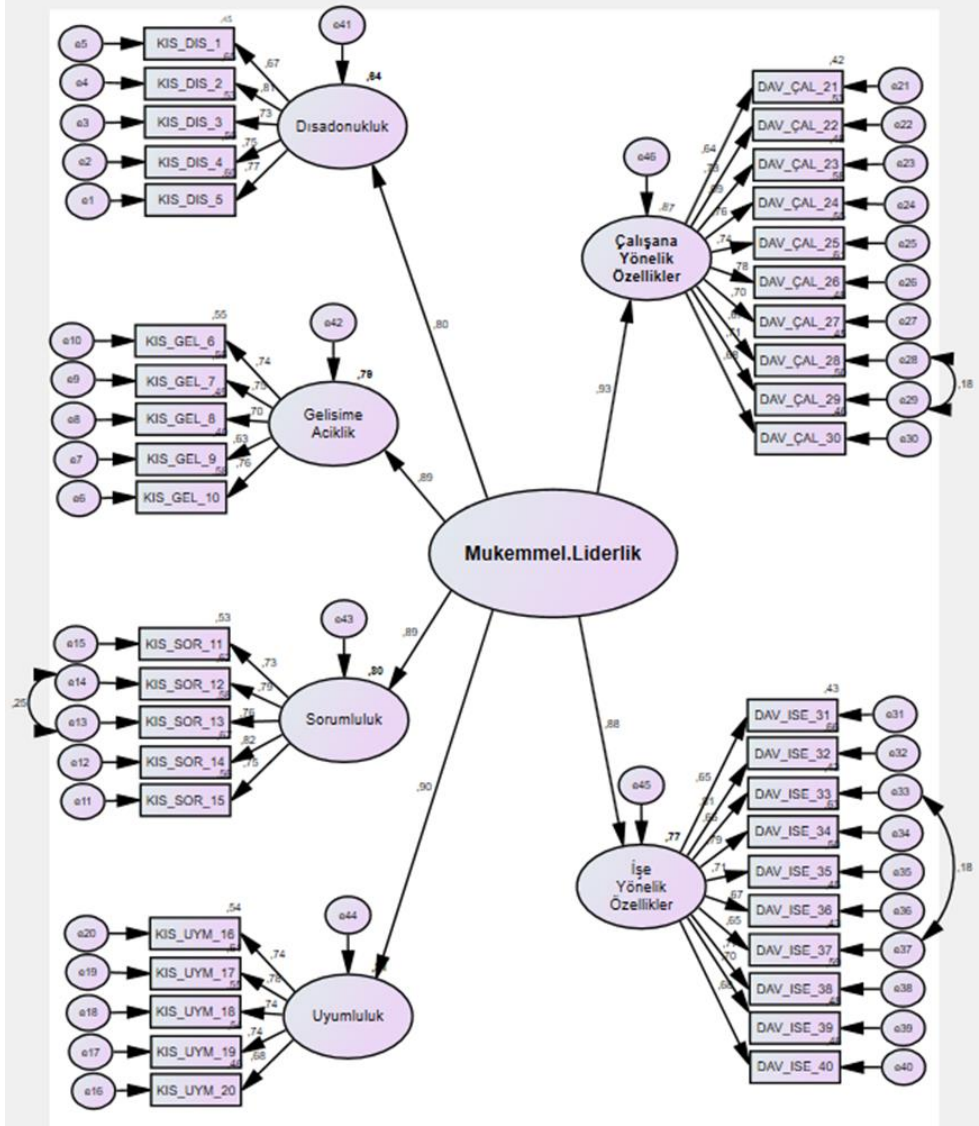 e41
e5
KIS_DIS_1
,45
,67
e4
KIS_DIS_2
,81
e3
KIS_DIS_3
,73
e2
KIS_DIS_4
,75
e1
KIS_DIS_5
,77
,64
Dısadonukluk
,80
e42
,55
e10
KIS_GEL_6
,74
e9
KIS_GEL_7
,75
e8
KIS_GEL_8
,70
e7
KIS_GEL_9
,63
e6
KIS_GEL_10
,76
,79
Gelisime
Aciklik
,89
e43
,53
e15
KIS_SOR_11
,73
e14
KIS_SOR_12
,79
,25
e13
KIS_SOR_13
,76
e12
KIS_SOR_14
,82
e11
KIS_SOR_15
,75
,80
Sorumluluk
,89
e44
,54
e20
KIS_UYM_16
,74
e19
KIS_UYM_17
,78
e18
KIS_UYM_18
,74
e17
KIS_UYM_19
,74
e16
KIS_UYM_20
,68
Uyumluluk
,90
Mukemmel.Liderlik
e46
,87
Çalışana
Yönelik
Özellikler
,93
,42
,64
DAV_ÇAL_21
e21
DAV_ÇAL_22
e22
DAV_ÇAL_23
e23
,76
DAV_ÇAL_24
e24
,74
DAV_ÇAL_25
e25
,78
DAV_ÇAL_26
e26
,70
DAV_ÇAL_27
e27
DAV_ÇAL_28
e28
,18
,71
DAV_ÇAL_29
e29
DAV_ÇAL_30
e30
e45
,77
İşe
Yönelik
Özellikler
,88
,43
,65
DAV_ISE_31
e31
DAV_ISE_32
e32
DAV_ISE_33
e33
,79
DAV_ISE_34
e34
,71
DAV_ISE_35
e35
,18
,67
DAV_ISE_36
e36
,65
DAV_ISE_37
e37
DAV_ISE_38
e38
,70
DAV_ISE_39
e39
DAV_ISE_40
e40